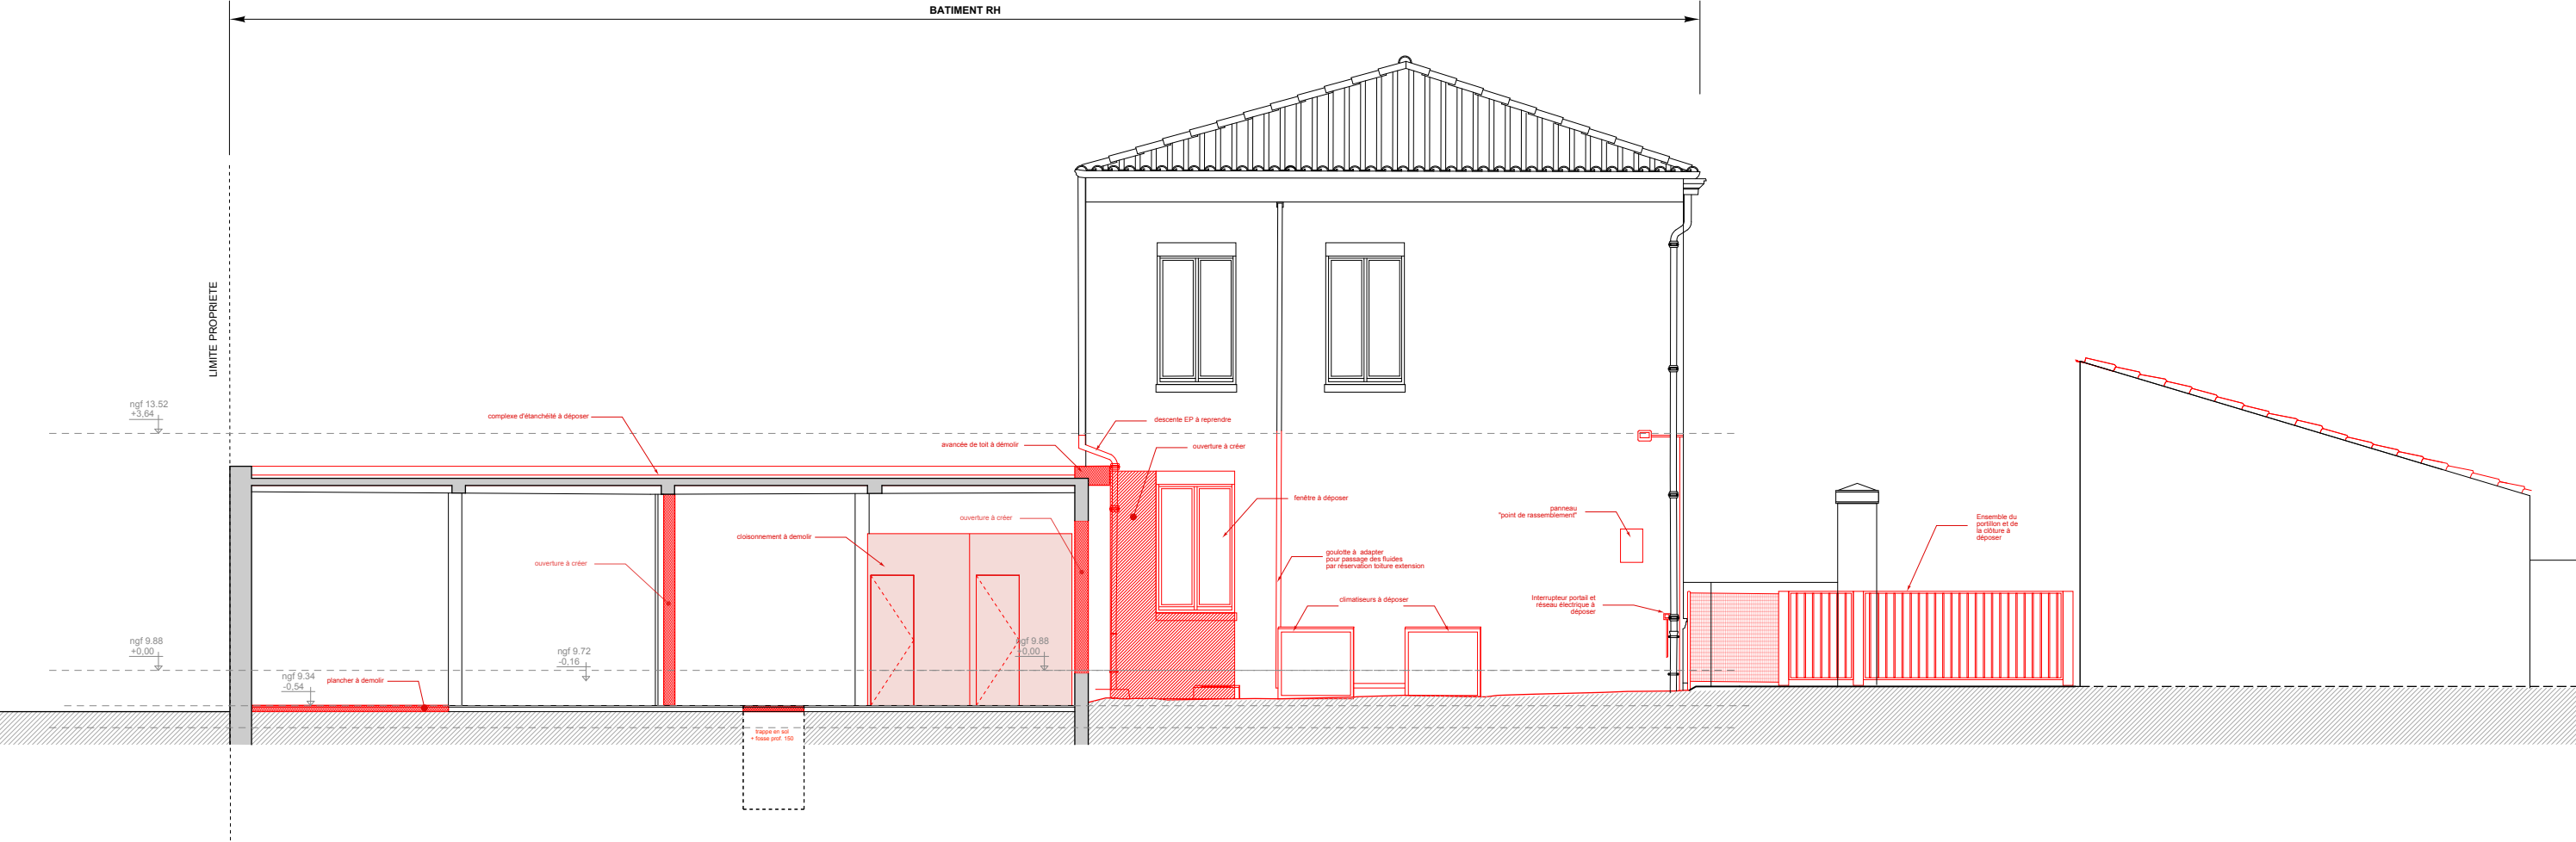 BATIMENT RH
LIMITE PROPRIETE
ngf 13.52
+3,64
complexe d'étanchéité à déposer
descente EP à reprendre
avancée de toit à démolir
ouverture à créer
fenêtre à déposer
panneau
"point de rassemblement"
ouverture à créer
Ensemble du
portillon et de
la clôture à
déposer
cloisonnement à demolir
goulotte à adapter
pour passage des fluides
par réservation toiture extension
ouverture à créer
climatiseurs à déposer
Interrupteur portail et
réseau électrique à
déposer
ngf 9.88
+0,00
ngf 9.72
-0,16
ngf 9.88
+0,00
ngf 9.34
-0,54
plancher à demolir
trappe en sol
+ fosse prof. 150